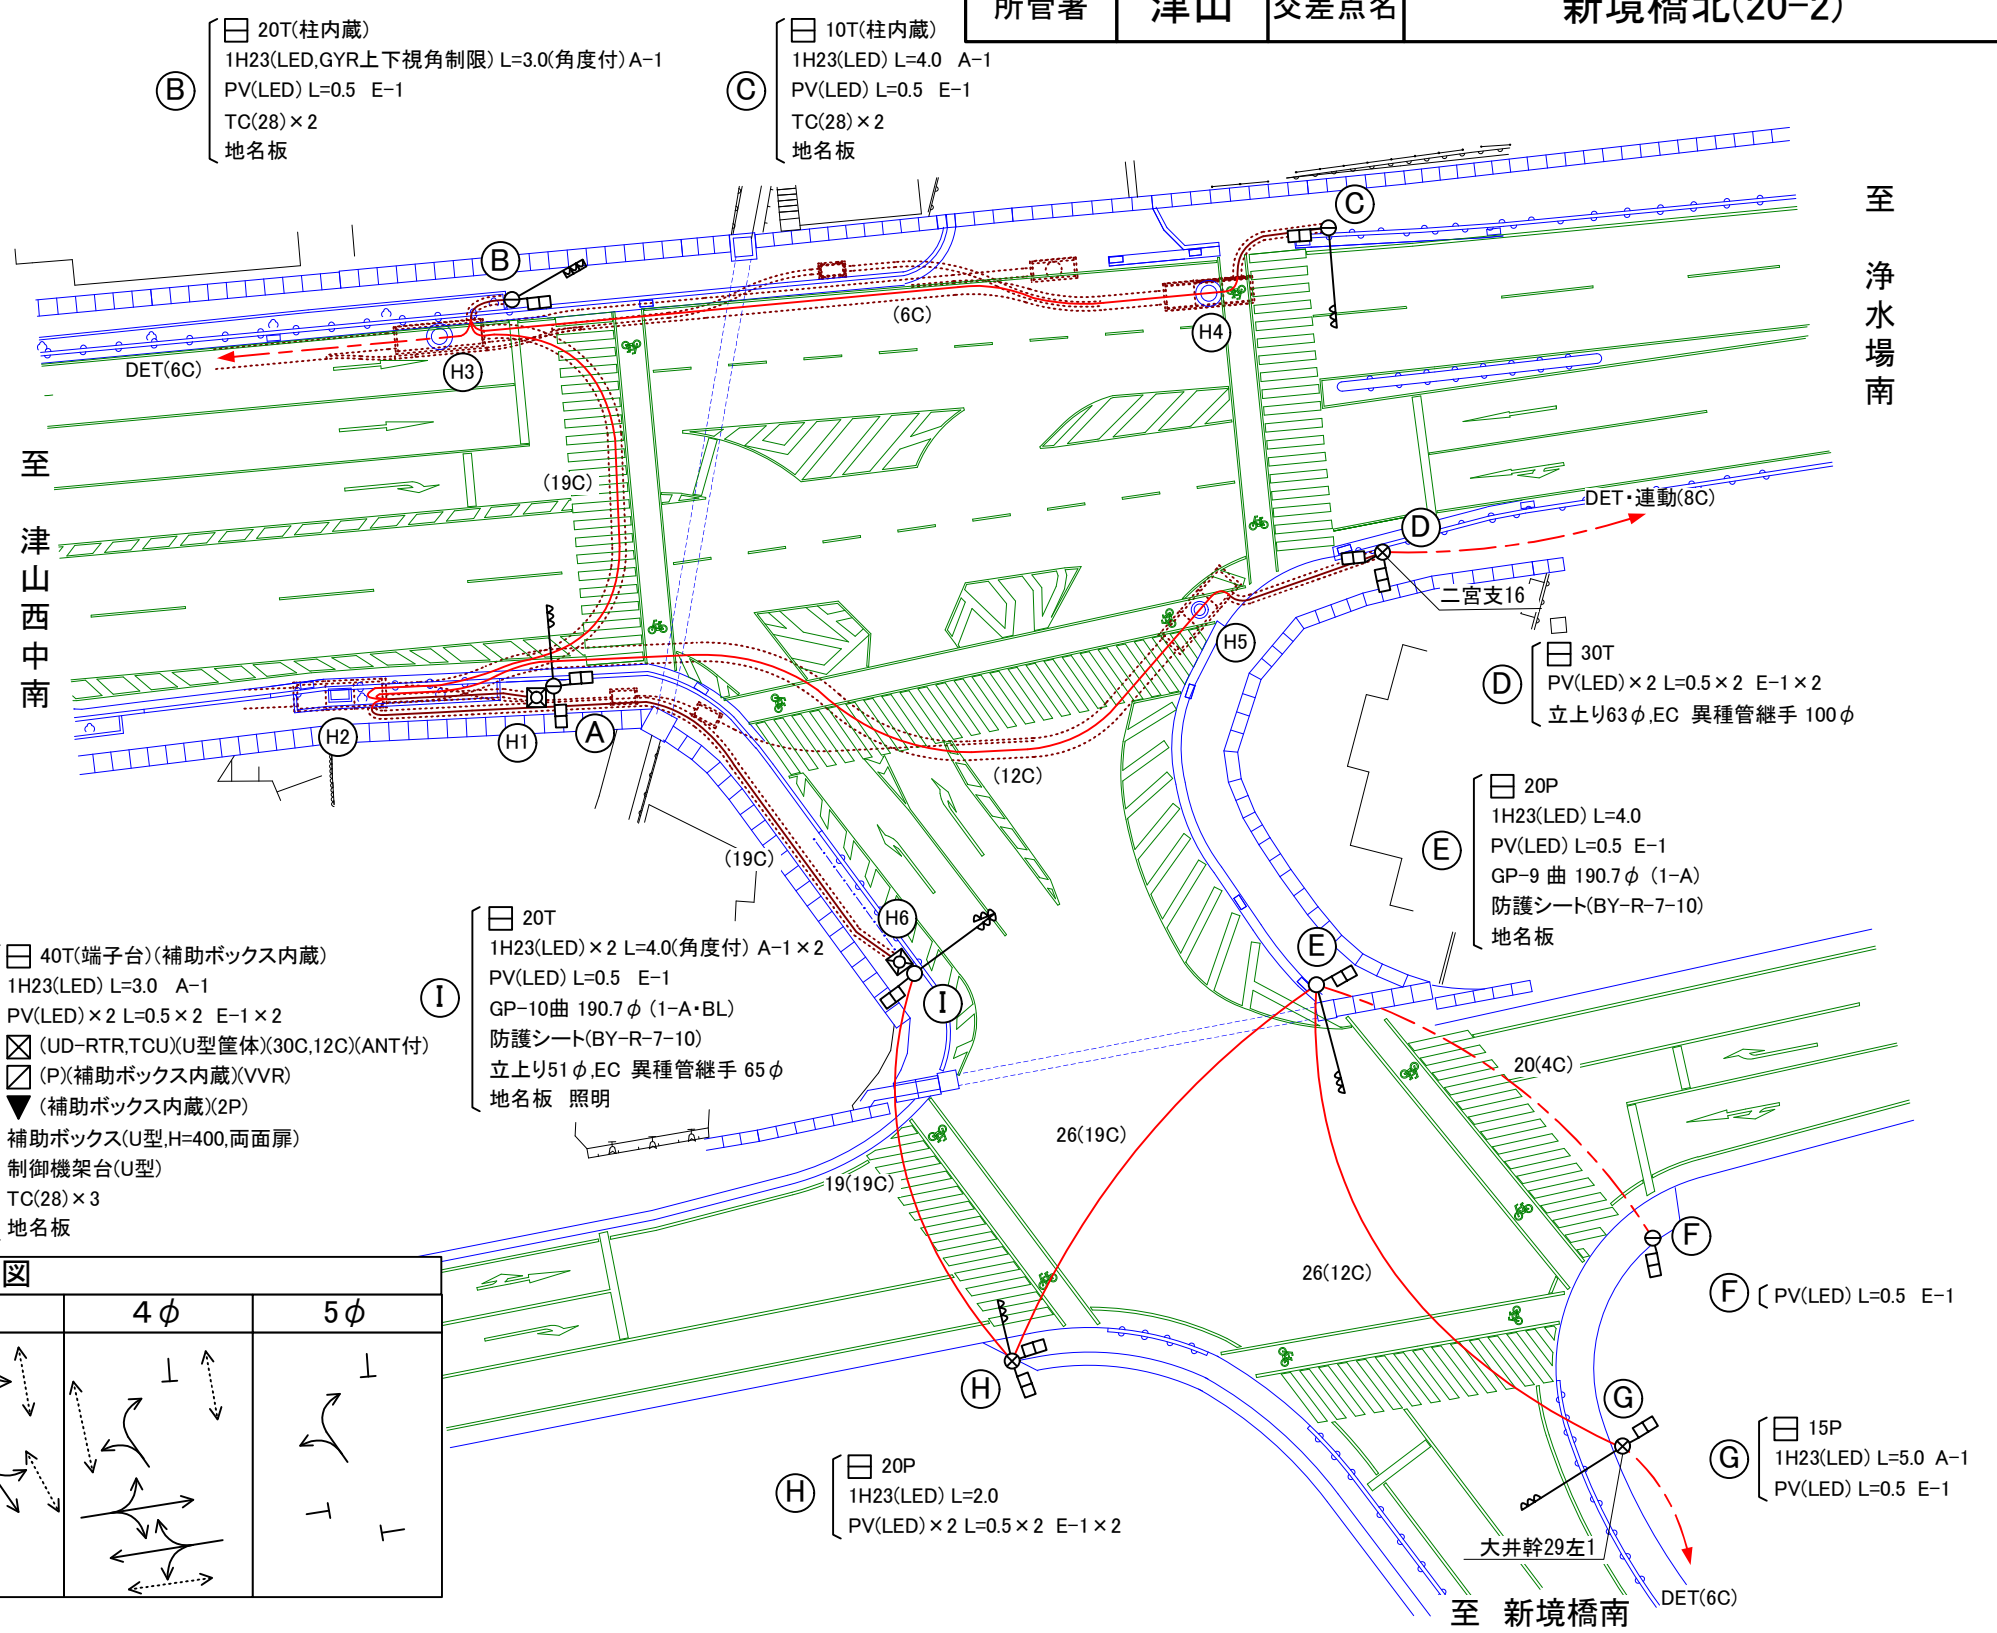 所管署 津山 交差点名 新境橋北(20-2)
B
20T(柱内蔵)
1H23(LED,GYR上下視角制限) L=3.0(角度付) A-1
PV(LED) L=0.5 E-1
TC(28)×2
地名板
C
10T(柱内蔵)
1H23(LED) L=4.0 A-1
PV(LED) L=0.5 E-1
TC(28)×2
地名板
至 浄水場南
C
B
(6C)
H4
DET(6C)
H3
至 津山西中南
(19C)
DET・連動(8C)
D
二宮支16
H5
D
30T
PV(LED)×2 L=0.5×2 E-1×2
立上り63φ,EC 異種管継手 100φ
H2
H1
A
(12C)
E
20P
1H23(LED) L=4.0
PV(LED) L=0.5 E-1
GP-9 曲 190.7φ (1-A)
防護シート(BY-R-7-10)
地名板
(19C)
H6
I
20T
1H23(LED)×2 L=4.0(角度付) A-1×2
PV(LED) L=0.5 E-1
GP-10曲 190.7φ (1-A・BL)
防護シート(BY-R-7-10)
立上り51φ,EC 異種管継手 65φ
地名板 照明
40T(端子台)(補助ボックス内蔵)
1H23(LED) L=3.0 A-1
PV(LED)×2 L=0.5×2 E-1×2
(UD-RTR,TCU)(U型筐体)(30C,12C)(ANT付)
(P)(補助ボックス内蔵)(VVR)
(補助ボックス内蔵)(2P)
補助ボックス(U型,H=400,両面扉)
制御機架台(U型)
TC(28)×3
地名板
E
I
20(4C)
26(19C)
19(19C)
26(12C)
F
F
PV(LED) L=0.5 E-1
図
4φ 5φ
H
G
G
15P
1H23(LED) L=5.0 A-1
PV(LED) L=0.5 E-1
H
20P
1H23(LED) L=2.0
PV(LED)×2 L=0.5×2 E-1×2
大井幹29左1
DET(6C)
至 新境橋南